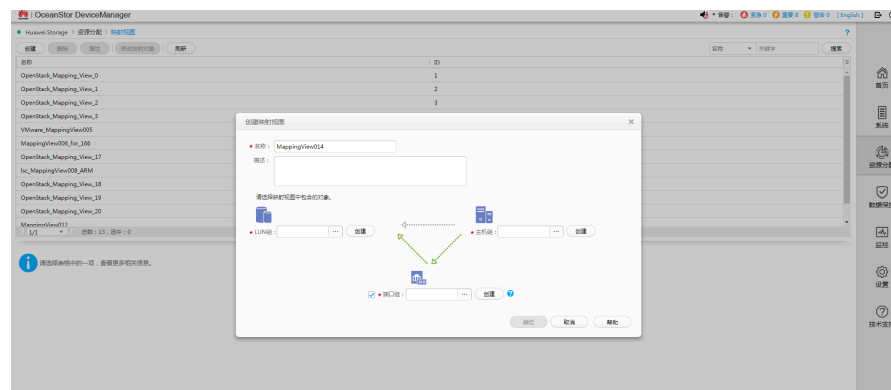 OceanStor DeviceManager
告警: 紧急 0 重要 8 警告 0 [English]
Huawei.Storage > 资源分配 > 映射视图
创建 删除 属性 修改映射对象 刷新 名称 关键字 搜索
名称 ID
OpenStack_Mapping_View_0 1
OpenStack_Mapping_View_1 2
OpenStack_Mapping_View_2 3
OpenStack_Mapping_View_3
VMware_MappingView005
MappingView006_for_166
OpenStack_Mapping_View_17
lsc_MappingView008_ARM
OpenStack_Mapping_View_18
OpenStack_Mapping_View_19
OpenStack_Mapping_View_20
MappingView012
1/1 总数:13,选中:0
请选择表格中的一项,查看更多相关信息。
创建映射视图
名称: MappingView014
描述:
请选择映射视图中包含的对象。
LUN组: 创建
主机组: 创建
端口组: 创建
确定 取消 帮助
首页
系统
资源分配
数据保护
监控
设置
技术支持